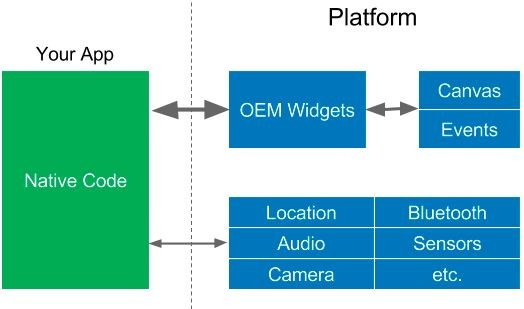 Platform
Your App
Native Code
OEM Widgets
Canvas
Events
Location
Bluetooth
Audio
Sensors
Camera
etc.